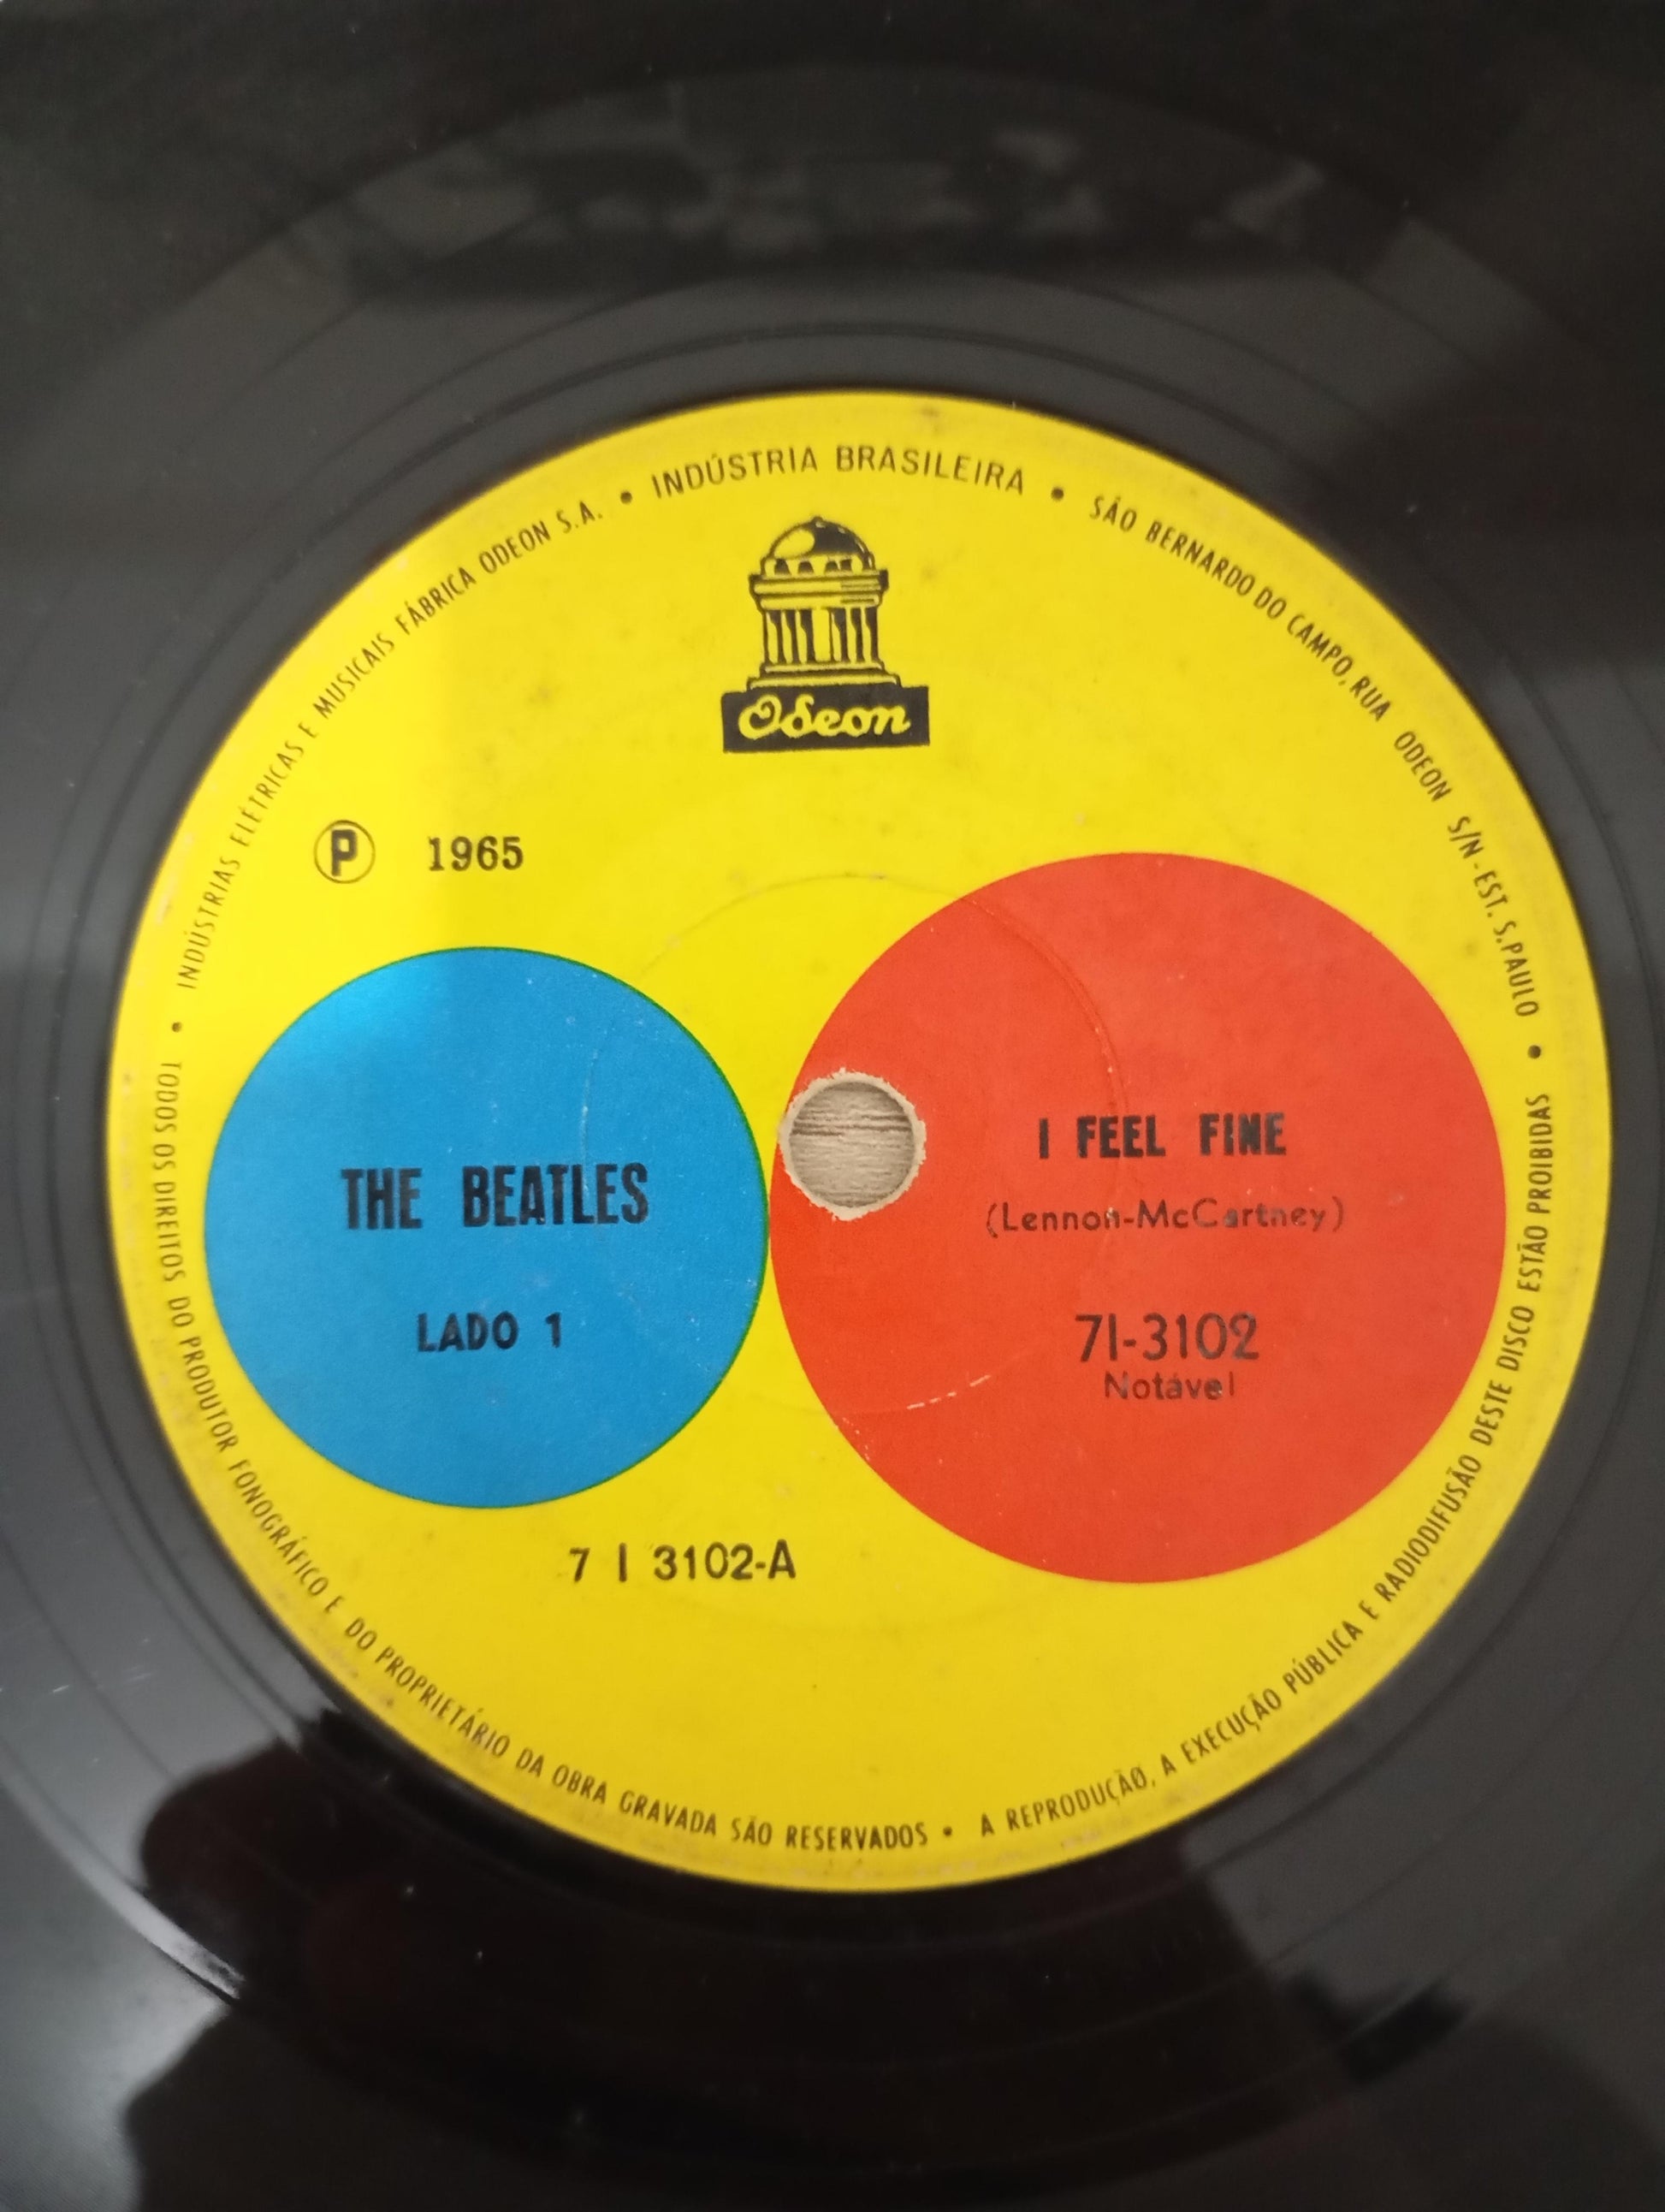 INDÚSTRIAS ELÉTRICAS E MUSICAIS FÁBRICA ODEON S.A. • INDÚSTRIA BRASILEIRA • SÃO BERNARDO DO CAMPO, RUA ODEON S/N - EST. S.PAULO •
Odeon
Ⓟ 1965
THE BEATLES
LADO 1
I FEEL FINE
(Lennon-McCartney)
7I-3102
Notável
7 I 3102-A
• TODOS OS DIREITOS DO PRODUTOR FONOGRÁFICO E DO PROPRIETÁRIO DA OBRA GRAVADA SÃO RESERVADOS • A REPRODUÇÃO, A EXECUÇÃO PÚBLICA E RADIODIFUSÃO DESTE DISCO ESTÃO PROIBIDAS